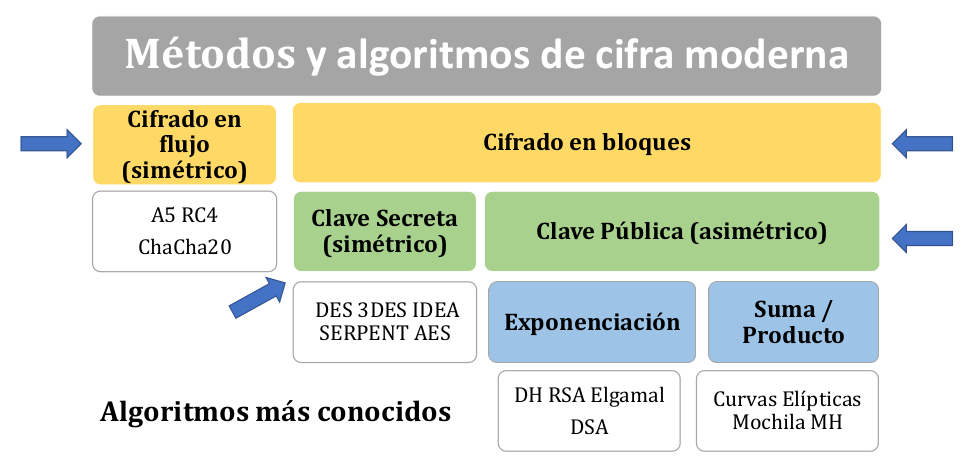 Métodos y algoritmos de cifra moderna
Cifrado en
flujo
(simétrico)
Cifrado en bloques
A5 RC4
ChaCha20
Clave Secreta
(simétrico)
Clave Pública (asimétrico)
DES 3DES IDEA
SERPENT AES
Exponenciación
Suma /
Producto
DH RSA Elgamal
DSA
Curvas Elípticas
Mochila MH
Algoritmos más conocidos